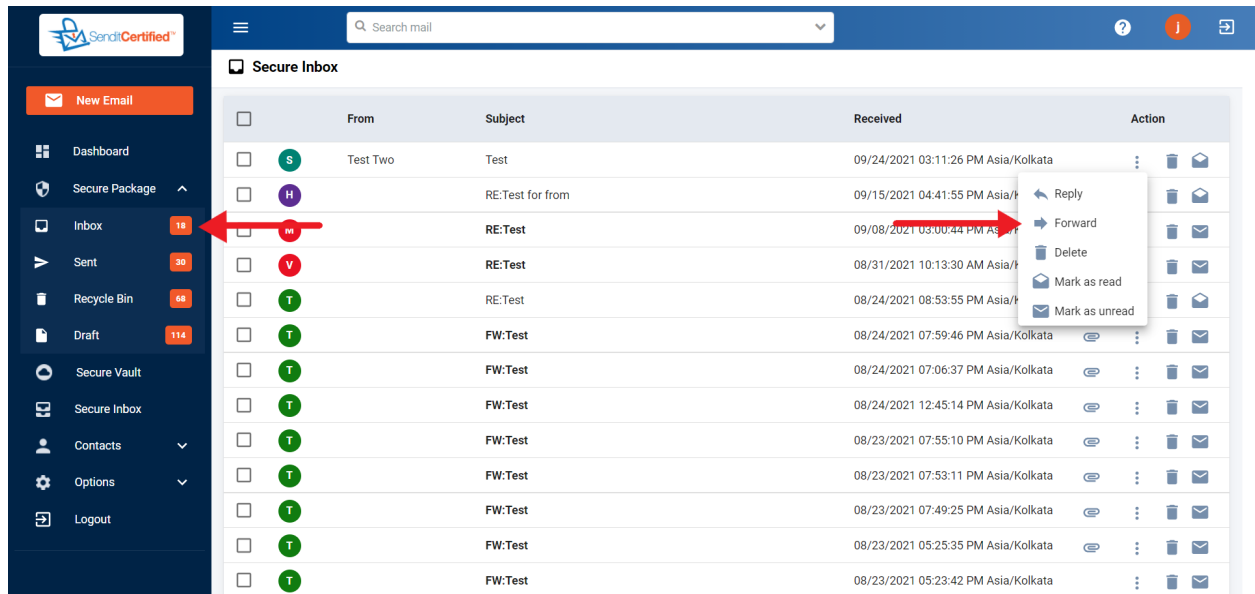 SenditCertified™ Search mail ? j
Secure Inbox
New Email
From Subject Received Action
Dashboard
S Test Two Test 09/24/2021 03:11:26 PM Asia/Kolkata
Secure Package
H RE:Test for from 09/15/2021 04:41:55 PM Asia/K
Reply
Inbox 18
M RE:Test 09/08/2021 03:00:44 PM Asia/K
Forward
Sent 30
V RE:Test 08/31/2021 10:13:30 AM Asia/K
Delete
Mark as read
Recycle Bin 68
T RE:Test 08/24/2021 08:53:55 PM Asia/K
Mark as unread
Draft 114
T FW:Test 08/24/2021 07:59:46 PM Asia/Kolkata
Secure Vault
T FW:Test 08/24/2021 07:06:37 PM Asia/Kolkata
Secure Inbox
T FW:Test 08/24/2021 12:45:14 PM Asia/Kolkata
Contacts
T FW:Test 08/23/2021 07:55:10 PM Asia/Kolkata
Options
T FW:Test 08/23/2021 07:53:11 PM Asia/Kolkata
Logout
T FW:Test 08/23/2021 07:49:25 PM Asia/Kolkata
T FW:Test 08/23/2021 05:25:35 PM Asia/Kolkata
T FW:Test 08/23/2021 05:23:42 PM Asia/Kolkata